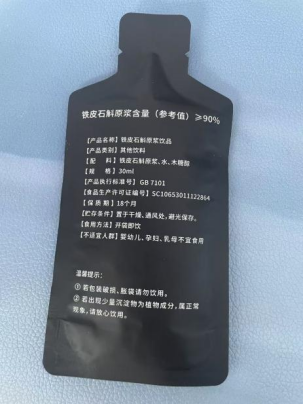 铁皮石斛原浆含量（参考值）≥90%
【产品名称】铁皮石斛原浆饮品
【产品类别】其他饮料
【配　　料】铁皮石斛原浆、水、木糖醇
【规　　格】30ml
【产品执行标准号】GB 7101
【食品生产许可证编号】SC10653011122864
【保 质 期】18个月
【贮存条件】置于干燥、通风处，避光保存。
【食用方法】开袋即饮
【不适宜人群】婴幼儿、孕妇、乳母不宜食用
温馨提示：
① 若包装破损、胀袋请勿饮用。
② 若出现少量沉淀物为植物成分，属正常
现象，请放心饮用。